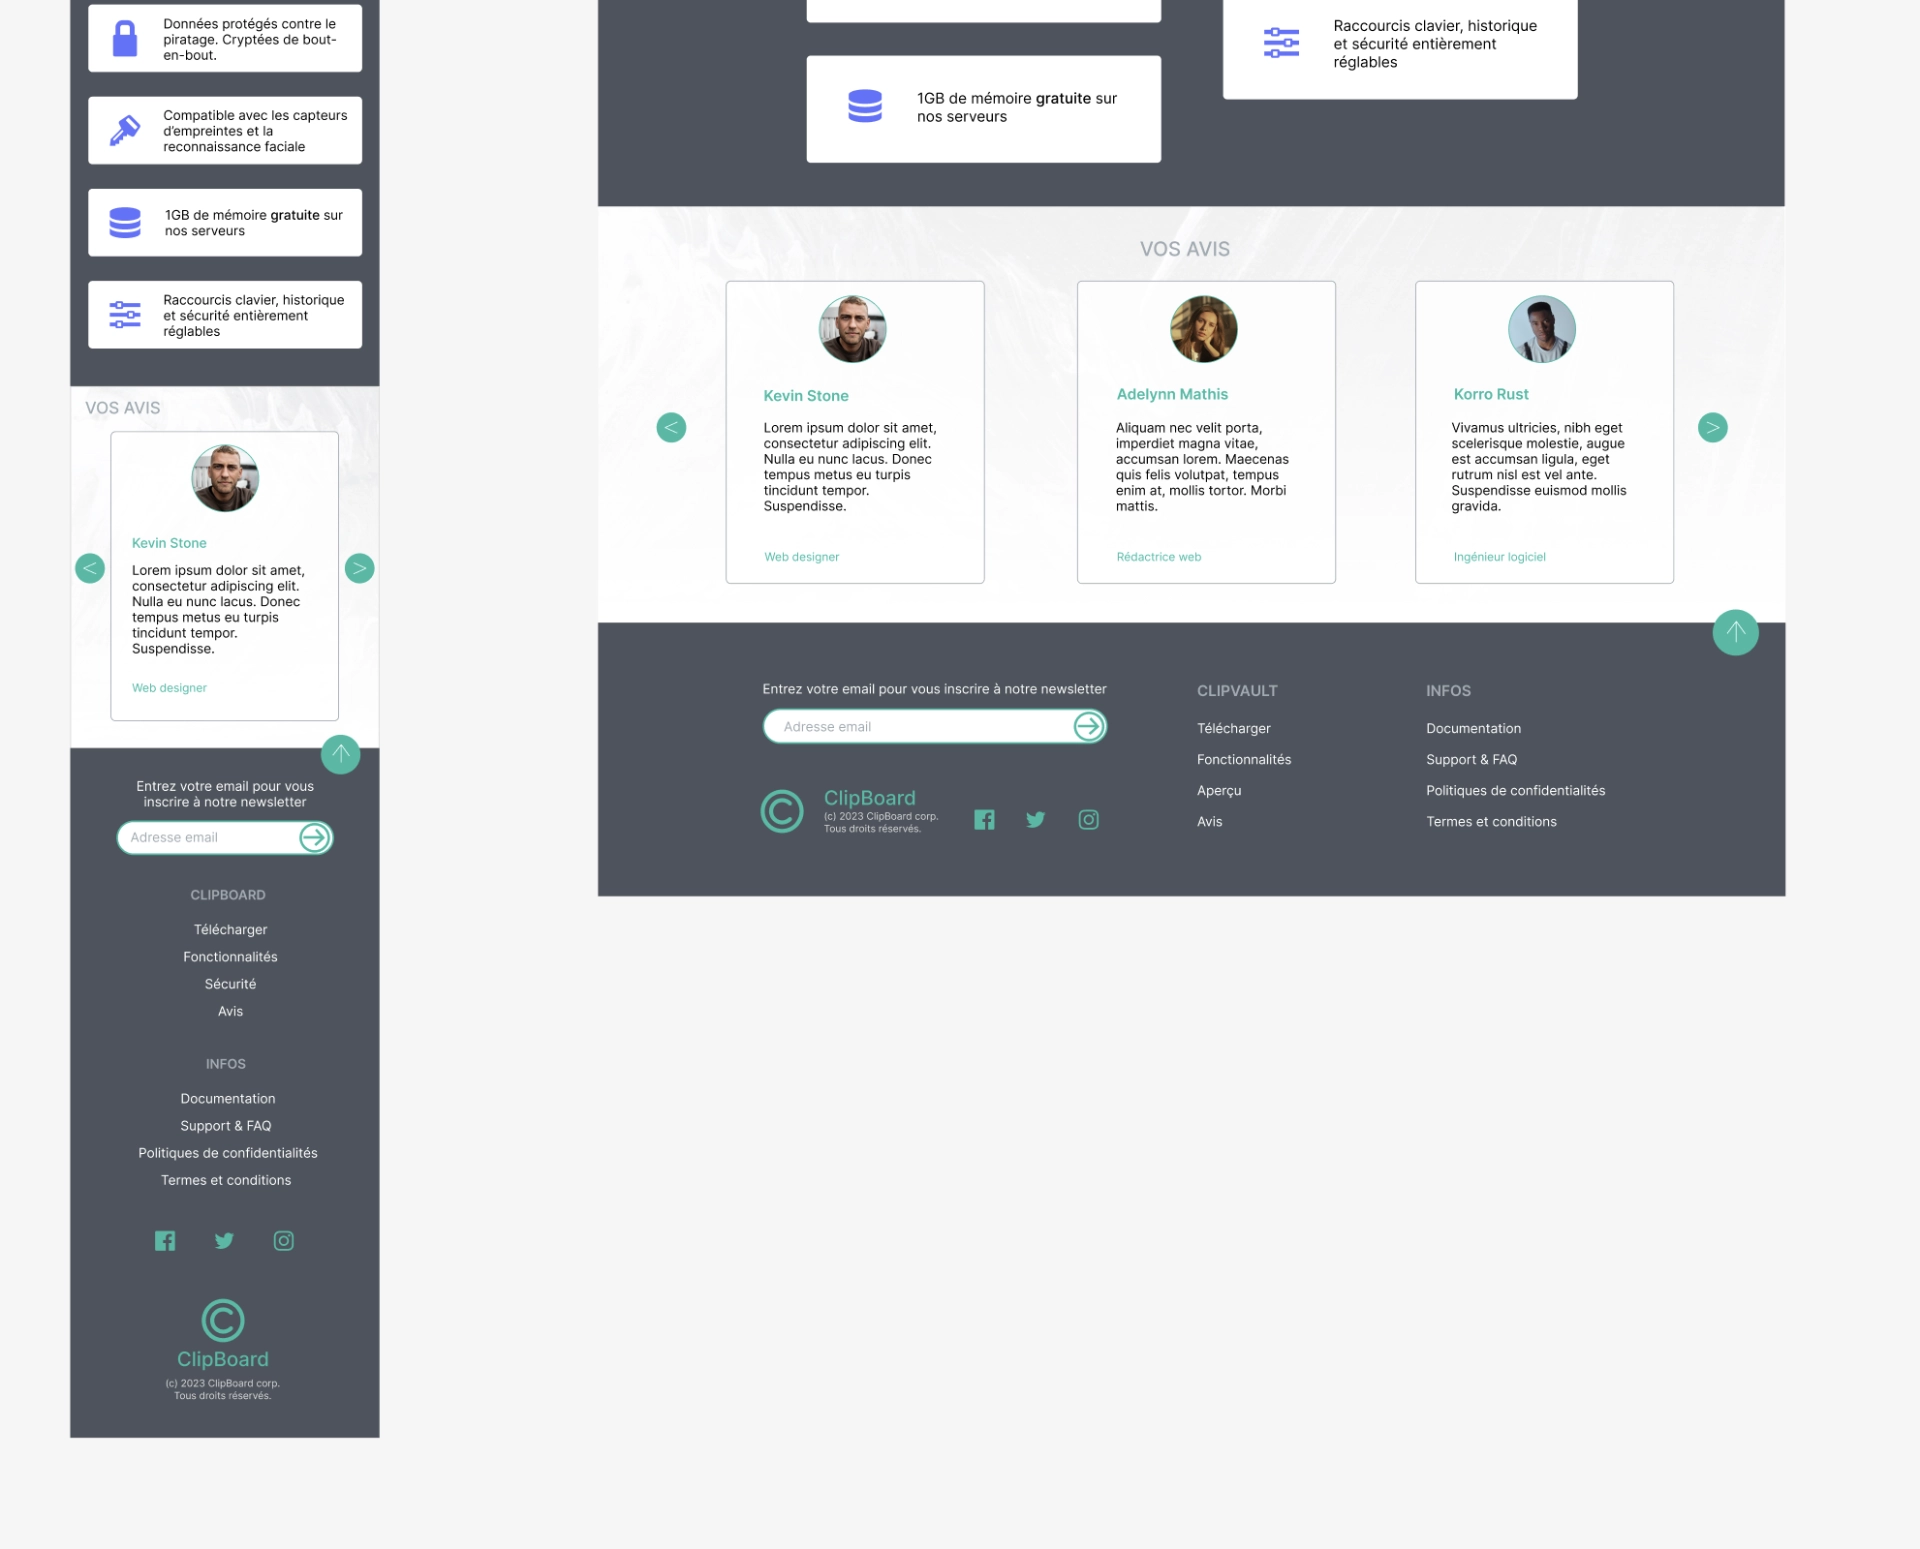 Données protégés contre le
piratage. Cryptées de bout-
en-bout.
Compatible avec les capteurs
d'empreintes et la
reconnaissance faciale
1GB de mémoire gratuite sur
nos serveurs
Raccourcis clavier, historique
et sécurité entièrement
réglables
VOS AVIS
Kevin Stone
<
>
Lorem ipsum dolor sit amet,
consectetur adipiscing elit.
Nulla eu nunc lacus. Donec
tempus metus eu turpis
tincidunt tempor.
Suspendisse.
Web designer
Entrez votre email pour vous
inscrire à notre newsletter
Adresse email
CLIPBOARD
Télécharger
Fonctionnalités
Sécurité
Avis
INFOS
Documentation
Support & FAQ
Politiques de confidentialités
Termes et conditions
ClipBoard
(c) 2023 ClipBoard corp.
Tous droits réservés.
1GB de mémoire gratuite sur
nos serveurs
Raccourcis clavier, historique
et sécurité entièrement
réglables
VOS AVIS
<
Kevin Stone
Lorem ipsum dolor sit amet,
consectetur adipiscing elit.
Nulla eu nunc lacus. Donec
tempus metus eu turpis
tincidunt tempor.
Suspendisse.
Web designer
Adelynn Mathis
Aliquam nec velit porta,
imperdiet magna vitae,
accumsan lorem. Maecenas
quis felis volutpat, tempus
enim at, mollis tortor. Morbi
mattis.
Rédactrice web
Korro Rust
Vivamus ultricies, nibh eget
scelerisque molestie, augue
est accumsan ligula, eget
rutrum nisl est vel ante.
Suspendisse euismod mollis
gravida.
Ingénieur logiciel
>
Entrez votre email pour vous inscrire à notre newsletter
Adresse email
ClipBoard
(c) 2023 ClipBoard corp.
Tous droits réservés.
CLIPVAULT
Télécharger
Fonctionnalités
Aperçu
Avis
INFOS
Documentation
Support & FAQ
Politiques de confidentialités
Termes et conditions